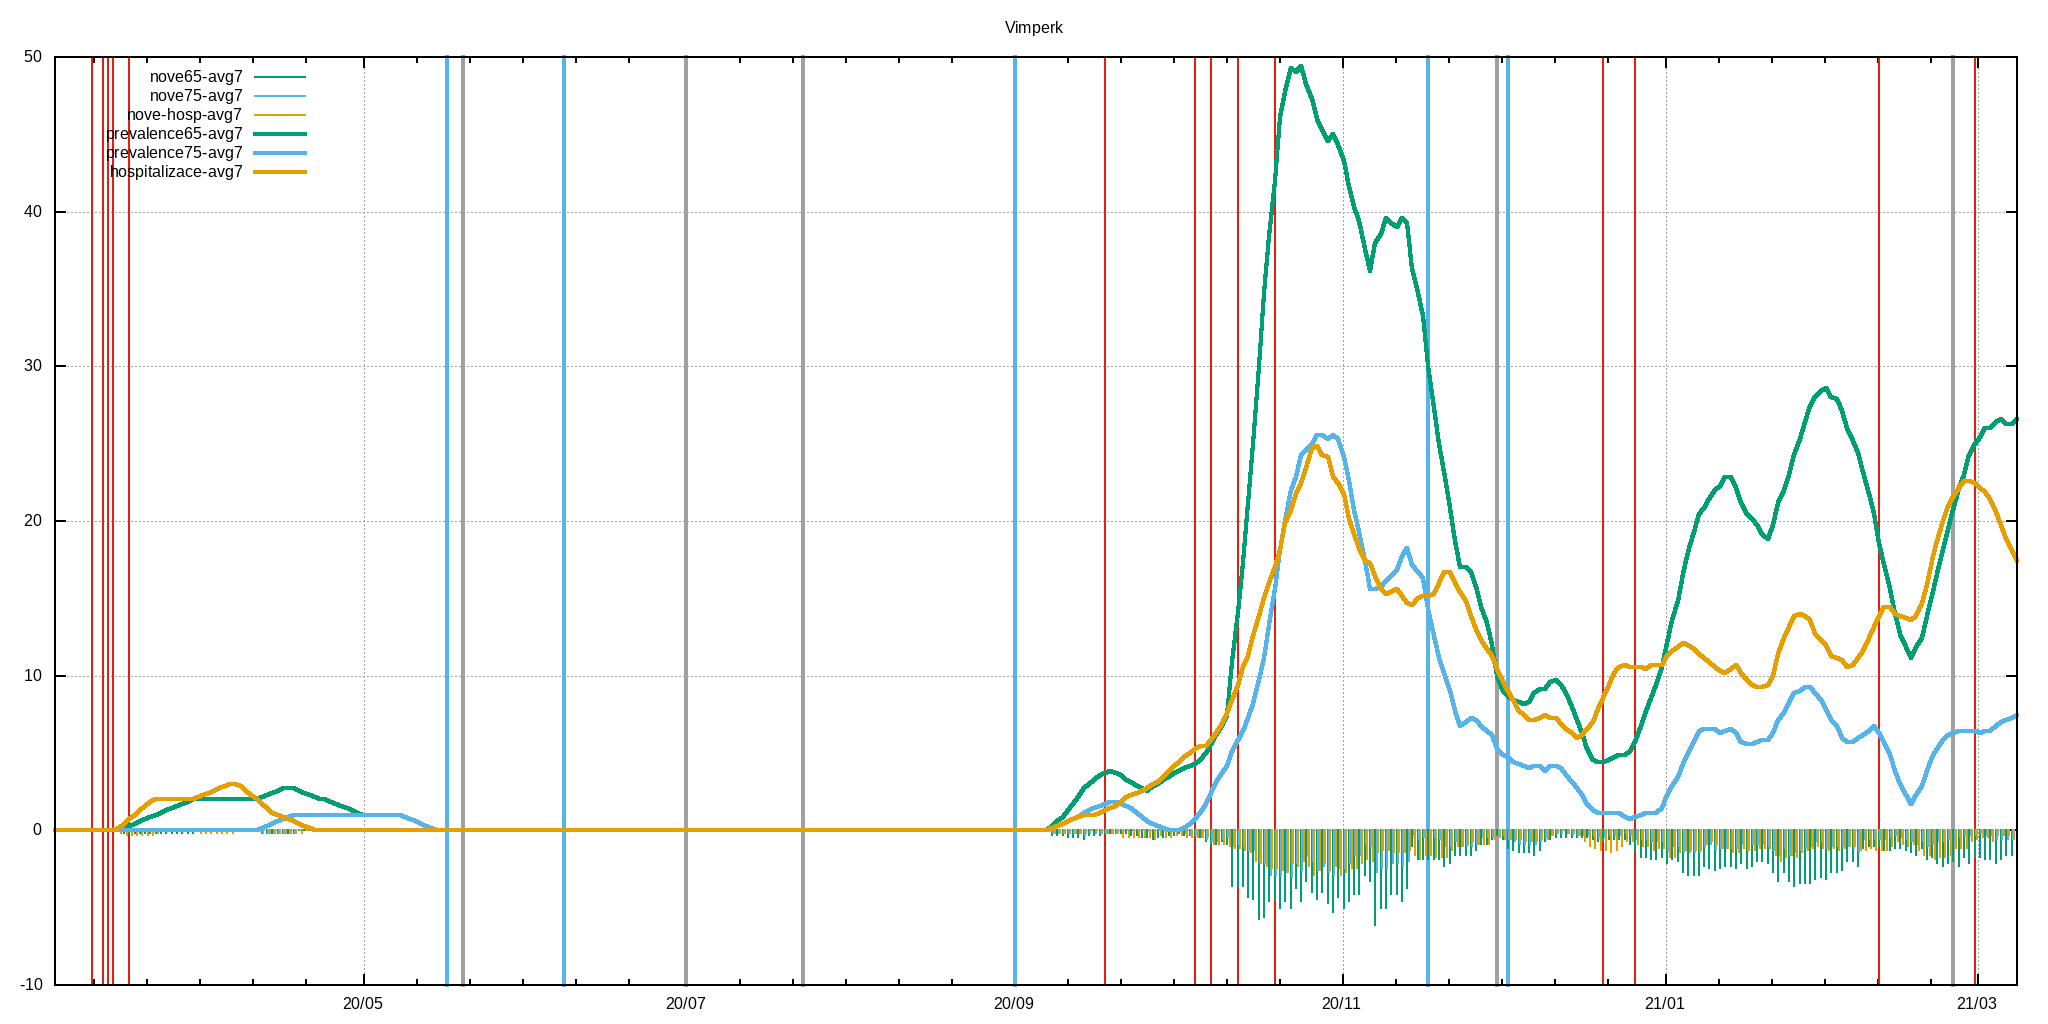 Vimperk
50
nove65-avg7
nove75-avg7
nove-hosp-avg7
prevalence65-avg7
prevalence75-avg7
hospitalizace-avg7
40
30
20
10
0
-10
20/05 20/07 20/09 20/11 21/01 21/03